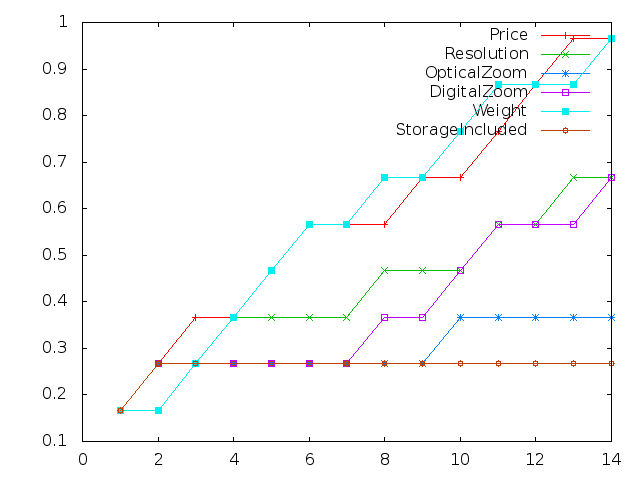 1
0.9
0.8
0.7
0.6
0.5
0.4
0.3
0.2
0.1
0 2 4 6 8 10 12 14
Price
Resolution
OpticalZoom
DigitalZoom
Weight
StorageIncluded